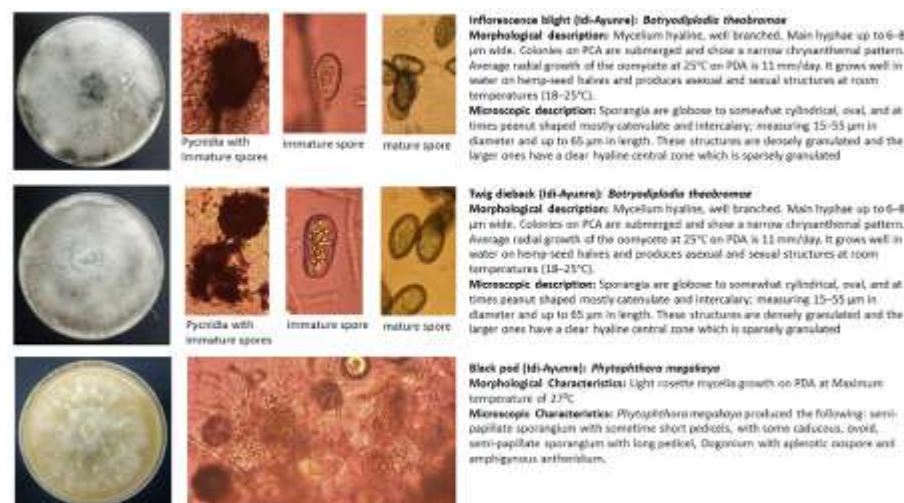 Inflorescence blight (Idi-Ayunre): Botryodiplodia theobromae
Morphological description: Mycelium hyaline, well branched. Main hyphae up to 6–8
µm wide. Colonies on PCA are submerged and show a narrow chrysanthemal pattern.
Average radial growth of the oomycete at 25°C on PDA is 11 mm/day. It grows well in
water on hemp-seed halves and produces asexual and sexual structures at room
temperatures (18–25°C).
Microscopic description: Sporangia are globose to somewhat cylindrical, oval, and at
times peanut shaped mostly catenulate and intercalary; measuring 15–55 µm in
diameter and up to 65 µm in length. These structures are densely granulated and the
larger ones have a clear hyaline central zone which is sparsely granulated
Pycnidia with
immature spores
immature spore
mature spore
Twig dieback (Idi-Ayunre): Botryodiplodia theobromae
Morphological description: Mycelium hyaline, well branched. Main hyphae up to 6–8
µm wide. Colonies on PCA are submerged and show a narrow chrysanthemal pattern.
Average radial growth of the oomycete at 25°C on PDA is 11 mm/day. It grows well in
water on hemp-seed halves and produces asexual and sexual structures at room
temperatures (18–25°C).
Microscopic description: Sporangia are globose to somewhat cylindrical, oval, and at
times peanut shaped mostly catenulate and intercalary; measuring 15–55 µm in
diameter and up to 65 µm in length. These structures are densely granulated and the
larger ones have a clear hyaline central zone which is sparsely granulated
Pycnidia with
immature spores
immature spore
mature spore
Black pod (Idi-Ayunre): Phytophthora megakaya
Morphological Characteristics: Light rosette mycelia growth on PDA at Maximum
temperature of 27⁰C
Microscopic Characteristics: Phytophthora megakaya produced the following: semi-
papillate sporangium with sometime short pedicels, with some caducous, ovoid,
semi-papillate sporangium with long pedicel, Oogonium with aplerotic oospore and
amphigynous antheridium.